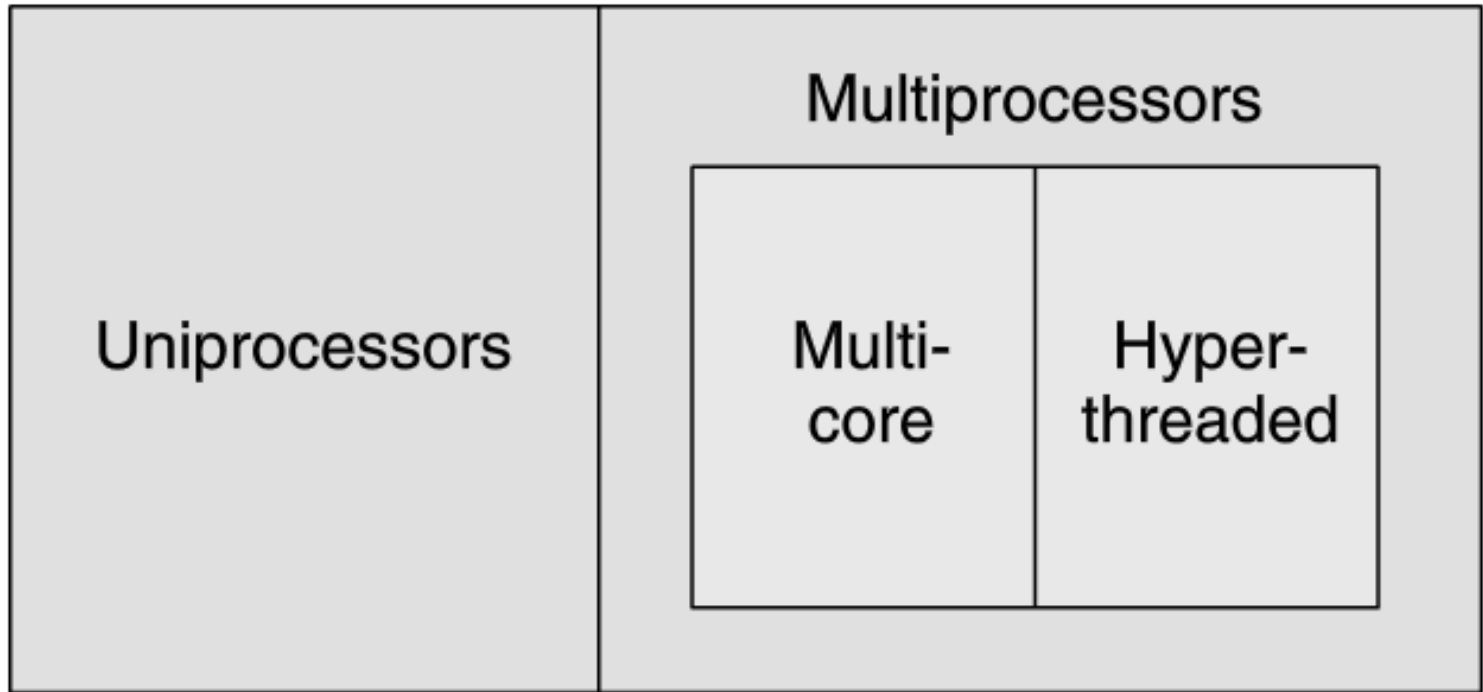 Multiprocessors
Uniprocessors
Multi-
core
Hyper-
threaded